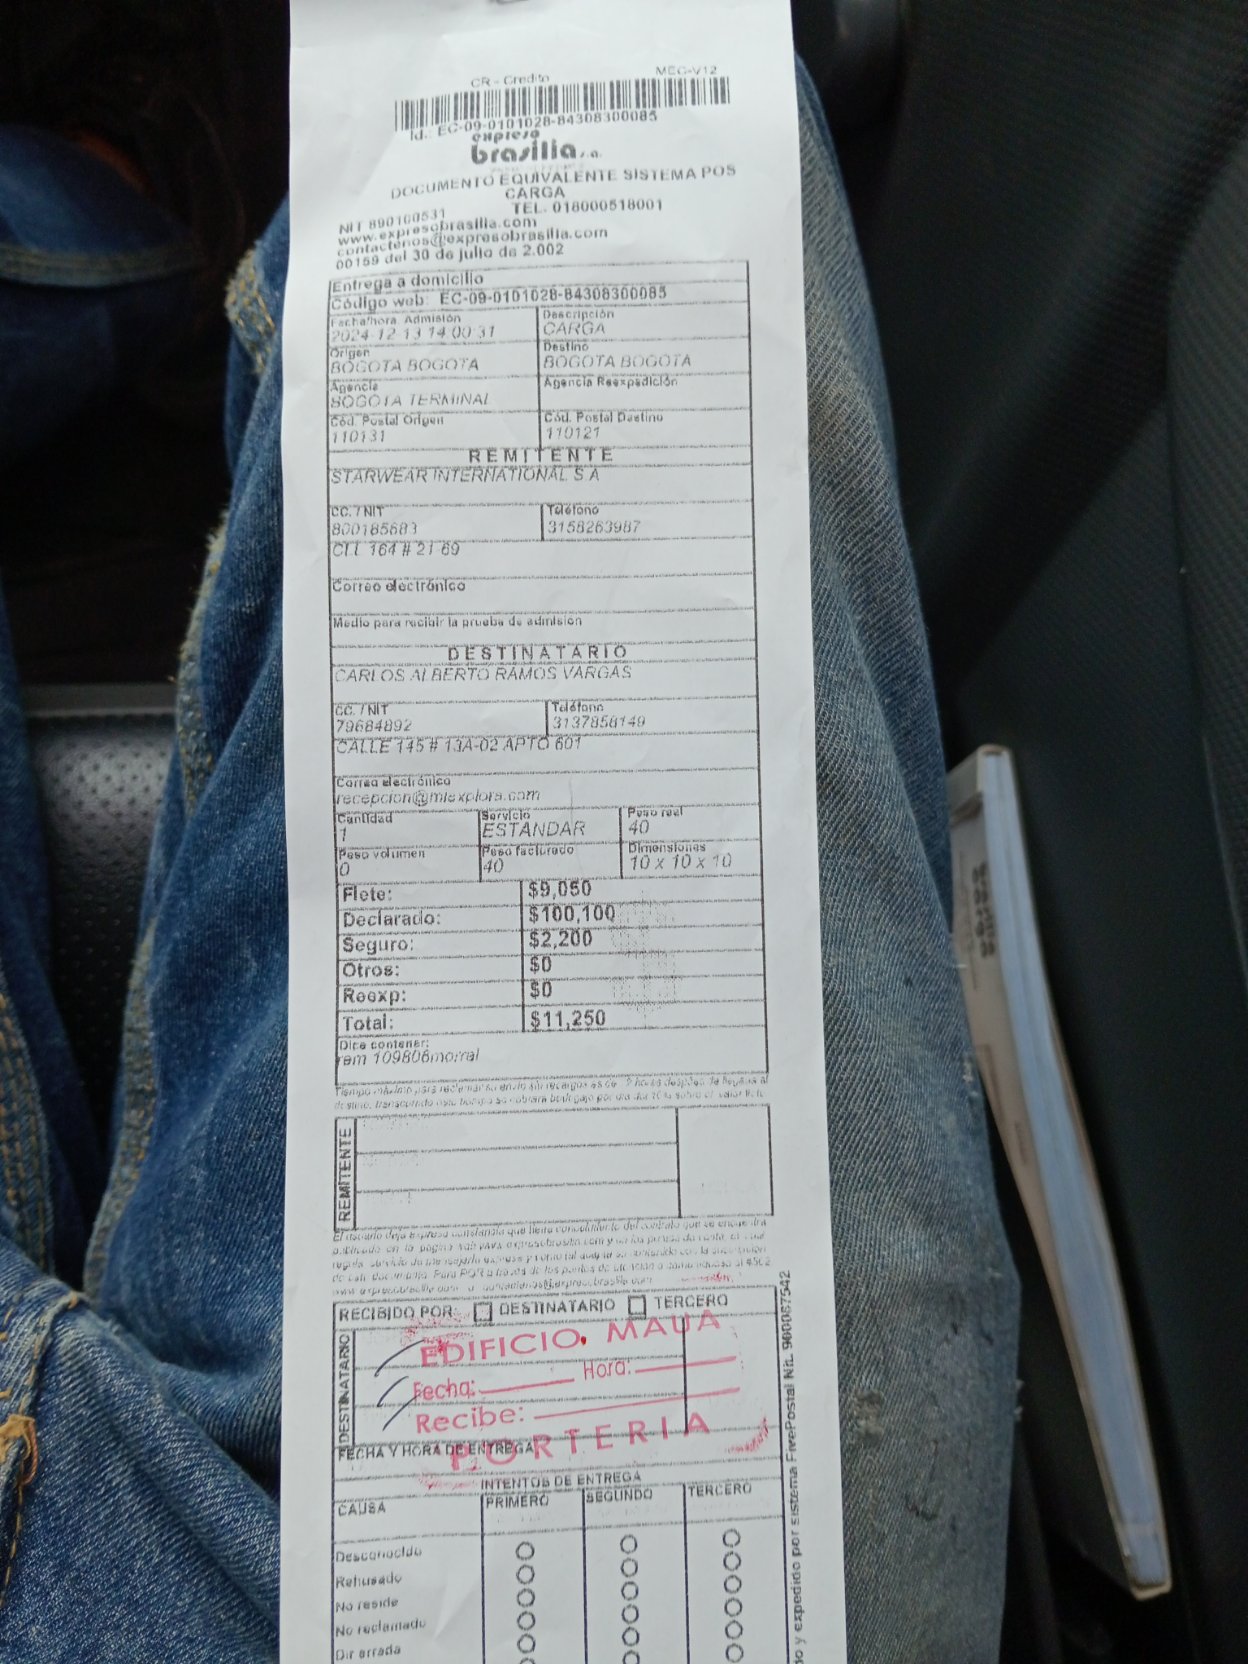 CR - Credito MEC-V12
Id.: EC-09-0101028-84308300085
expreso
brasilia s.a.
DOCUMENTO EQUIVALENTE SISTEMA POS
CARGA
NIT 890100531 TEL. 018000518001
www.expresobrasilia.com
contactenos@expresobrasilia.com
00159 del 30 de julio de 2.002
Entrega a domicilio
Código web: EC-09-0101028-84308300085
Fecha/hora Admisión Descripción
2024-12-13 14:00:31 CARGA
Origen Destino
BOGOTA BOGOTA BOGOTA BOGOTA
Agencia Agencia Reexpedición
BOGOTA TERMINAL
Cód. Postal Origen Cód. Postal Destino
110131 110121
REMITENTE
STARWEAR INTERNATIONAL S A
CC. / NIT Teléfono
800185683 3158263987
CLL 164 # 21 69
Correo electrónico
Medio para recibir la prueba de admisión
DESTINATARIO
CARLOS ALBERTO RAMOS VARGAS
CC. / NIT Teléfono
79684892 3137858149
CALLE 145 # 13A-02 APTO 601
Correo electrónico
recepcion@miexplora.com
Cantidad Servicio Peso real
1 ESTANDAR 40
Peso volumen Peso facturado Dimensiones
0 40 10 x 10 x 10
Flete: $9,050
Declarado: $100,100
Seguro: $2,200
Otros: $0
Reexp: $0
Total: $11,250
Dice contener:
rem 109806morral
REMITENTE
RECIBIDO POR: DESTINATARIO TERCERO
DESTINATARIO
EDIFICIO MAUA
Fecha: Hora:
Recibe:
PORTERIA
FECHA Y HORA DE ENTREGA
INTENTOS DE ENTREGA
CAUSA PRIMERO SEGUNDO TERCERO
Desconocido
Rehusado
No reside
No reclamado
Dir errada
y expedido por sistema FivePostal Nit. 900087542